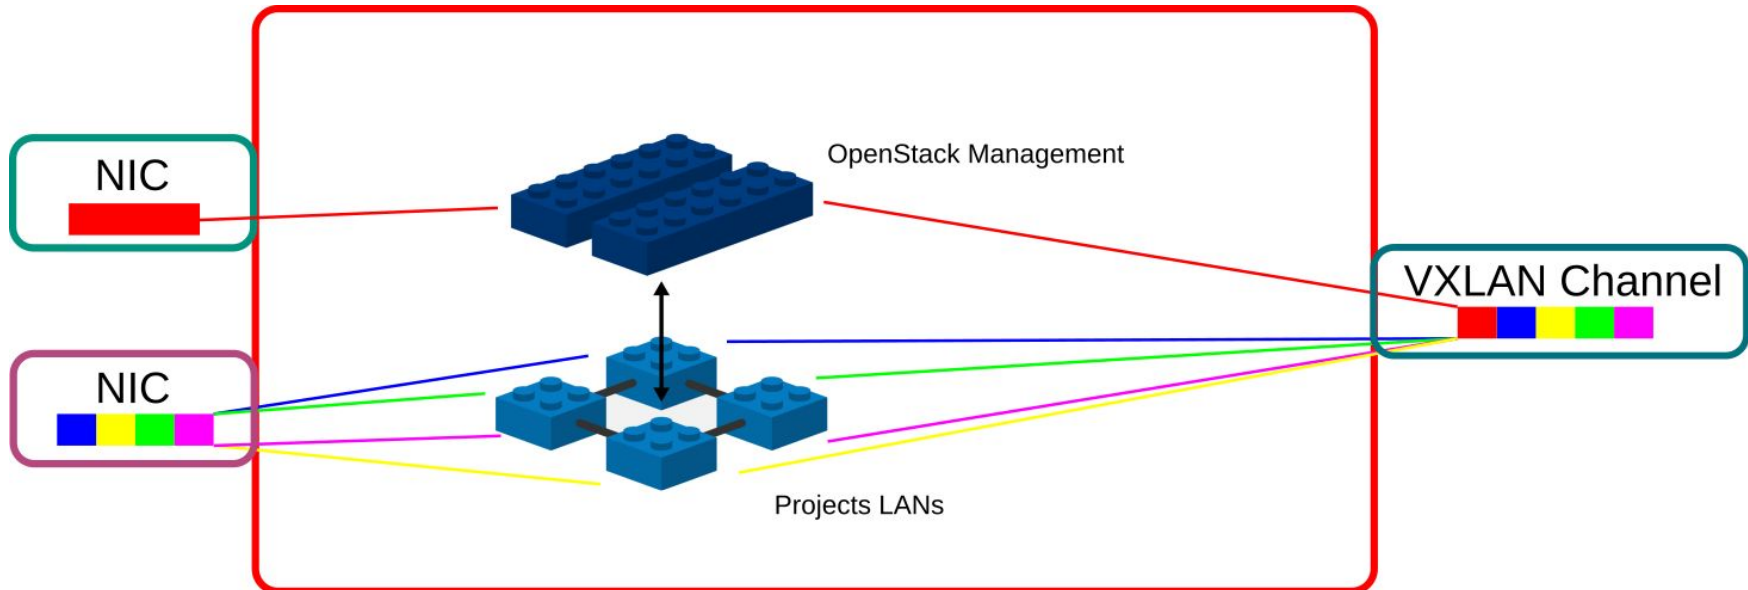 NIC
OpenStack Management
VXLAN Channel
NIC
Projects LANs